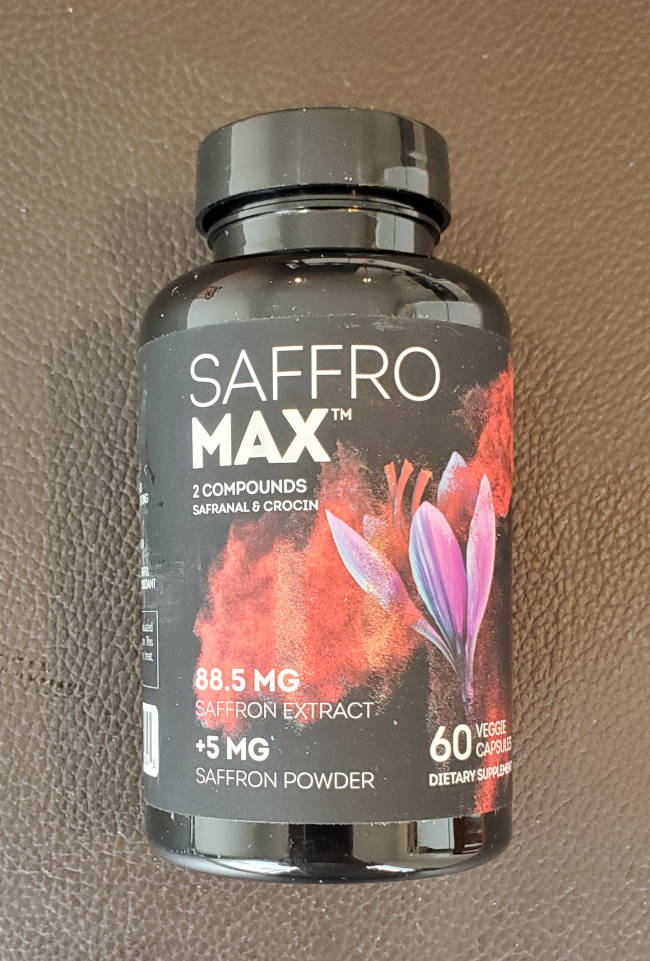 SAFFRO
MAX™
2 COMPOUNDS
SAFRANAL & CROCIN
88.5 MG
SAFFRON EXTRACT
+5 MG
SAFFRON POWDER
60 VEGGIE
CAPSULES
DIETARY SUPPLEMENT